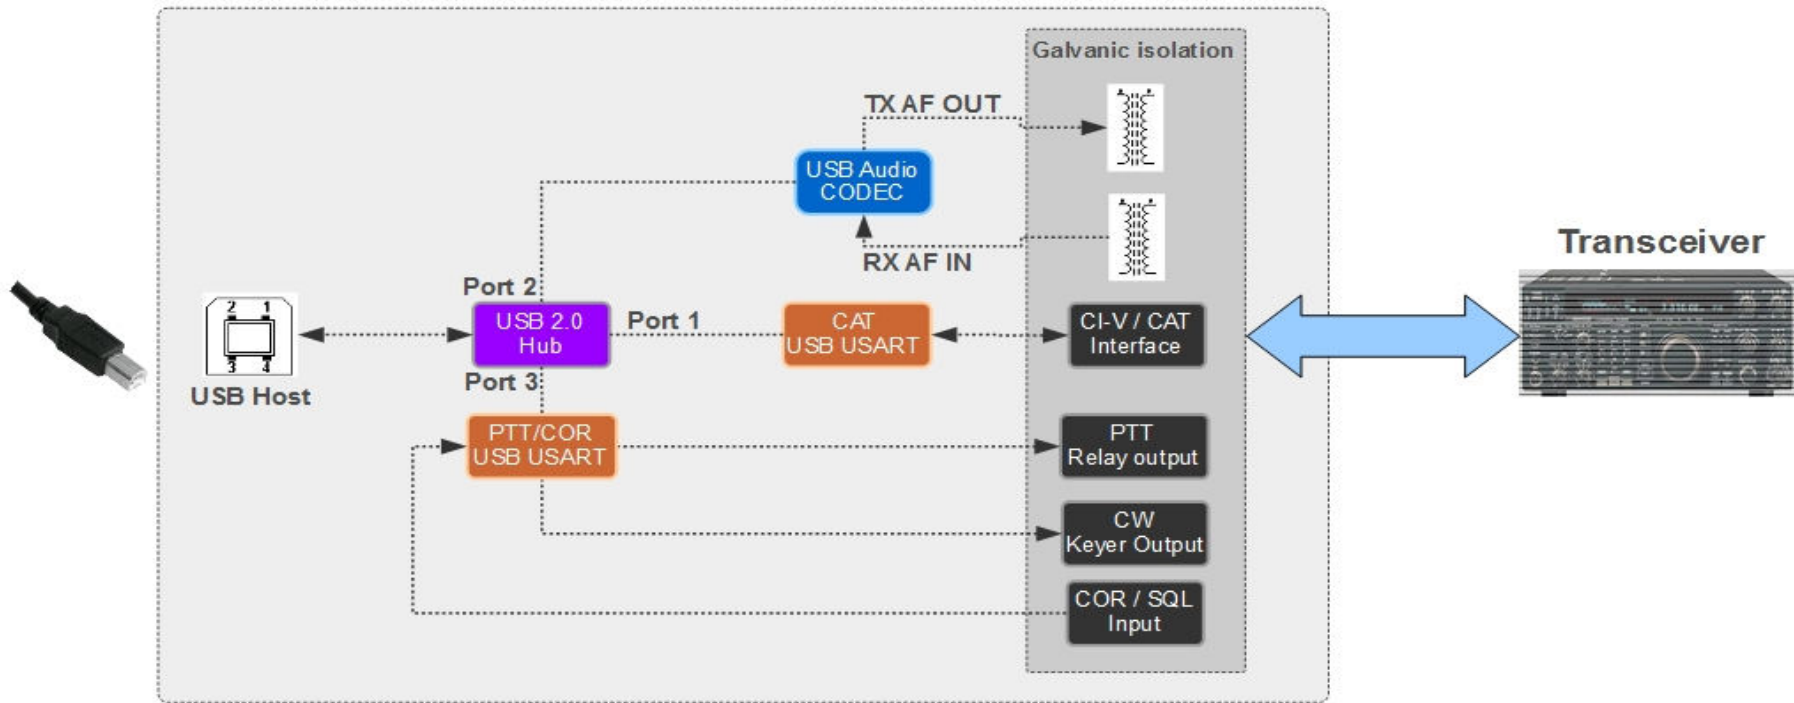 Galvanic isolation
TX AF OUT
USB Audio
CODEC
RX AF IN
Transceiver
Port 2
2 1
3 4
USB Host
USB 2.0
Hub
Port 1
CAT
USB USART
CI-V / CAT
Interface
Port 3
PTT/COR
USB USART
PTT
Relay output
CW
Keyer Output
COR / SQL
Input